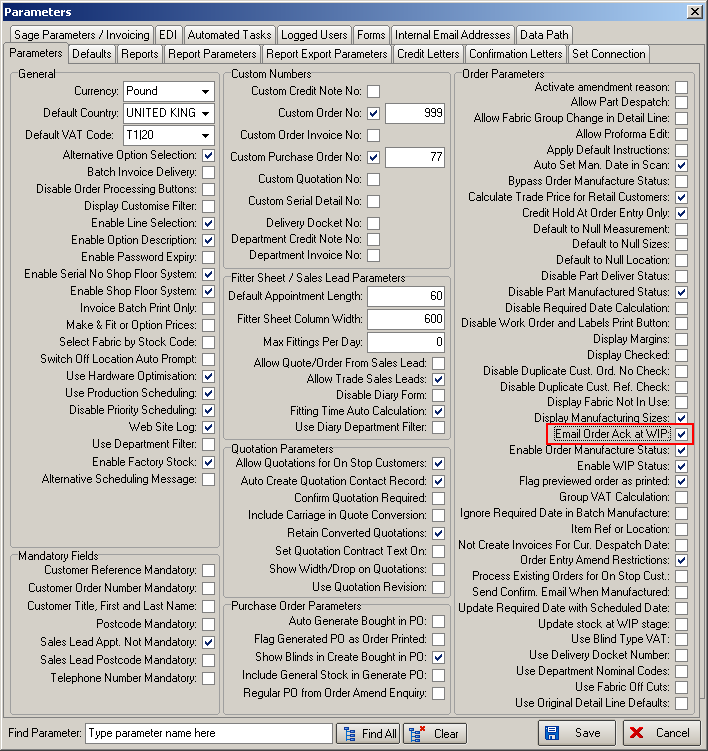 Parameters
Sage Parameters / Invoicing EDI Automated Tasks Logged Users Forms Internal Email Addresses Data Path
Parameters Defaults Reports Report Parameters Report Export Parameters Credit Letters Confirmation Letters Set Connection
General
Currency: Pound
Default Country: UNITED KING
Default VAT Code: T1|20
Alternative Option Selection:
Batch Invoice Delivery:
Disable Order Processing Buttons:
Display Customise Filter:
Enable Line Selection:
Enable Option Description:
Enable Password Expiry:
Enable Serial No Shop Floor System:
Enable Shop Floor System:
Invoice Batch Print Only:
Make & Fit or Option Prices:
Select Fabric by Stock Code:
Switch Off Location Auto Prompt:
Use Hardware Optimisation:
Use Production Scheduling:
Disable Priority Scheduling:
Web Site Log:
Use Department Filter:
Enable Factory Stock:
Alternative Scheduling Message:
Mandatory Fields
Customer Reference Mandatory:
Customer Order Number Mandatory:
Customer Title, First and Last Name:
Postcode Mandatory:
Sales Lead Appt. Not Mandatory:
Sales Lead Postcode Mandatory:
Telephone Number Mandatory:
Custom Numbers
Custom Credit Note No:
Custom Order No: 999
Custom Order Invoice No:
Custom Purchase Order No: 77
Custom Quotation No:
Custom Serial Detail No:
Delivery Docket No:
Department Credit Note No:
Department Invoice No:
Fitter Sheet / Sales Lead Parameters
Default Appointment Length: 60
Fitter Sheet Column Width: 600
Max Fittings Per Day: 0
Allow Quote/Order From Sales Lead:
Allow Trade Sales Leads:
Disable Diary Form:
Fitting Time Auto Calculation:
Use Diary Department Filter:
Quotation Parameters
Allow Quotations for On Stop Customers:
Auto Create Quotation Contact Record:
Confirm Quotation Required:
Include Carriage in Quote Conversion:
Retain Converted Quotations:
Set Quotation Contract Text On:
Show Width/Drop on Quotations:
Use Quotation Revision:
Purchase Order Parameters
Auto Generate Bought in PO:
Flag Generated PO as Order Printed:
Show Blinds in Create Bought in PO:
Include General Stock in Generate PO:
Regular PO from Order Amend Enquiry:
Order Parameters
Activate amendment reason:
Allow Part Despatch:
Allow Fabric Group Change in Detail Line:
Allow Proforma Edit:
Apply Default Instructions:
Auto Set Man. Date in Scan:
Bypass Order Manufacture Status:
Calculate Trade Price for Retail Customers:
Credit Hold At Order Entry Only:
Default to Null Measurement:
Default to Null Sizes:
Default to Null Location:
Disable Part Deliver Status:
Disable Part Manufactured Status:
Disable Required Date Calculation:
Disable Work Order and Labels Print Button:
Display Margins:
Display Checked:
Disable Duplicate Cust. Ord. No Check:
Disable Duplicate Cust. Ref. Check:
Display Fabric Not In Use:
Display Manufacturing Sizes:
Email Order Ack at WIP:
Enable Order Manufacture Status:
Enable WIP Status:
Flag previewed order as printed:
Group VAT Calculation:
Ignore Required Date in Batch Manufacture:
Item Ref or Location:
Not Create Invoices For Cur. Despatch Date:
Order Entry Amend Restrictions:
Process Existing Orders for On Stop Cust.:
Send Confirm. Email When Manufactured:
Update Required Date with Scheduled Date:
Update stock at WIP stage:
Use Blind Type VAT:
Use Delivery Docket Number:
Use Department Nominal Codes:
Use Fabric Off Cuts:
Use Original Detail Line Defaults:
Find Parameter: Type parameter name here Find All Clear Save Cancel